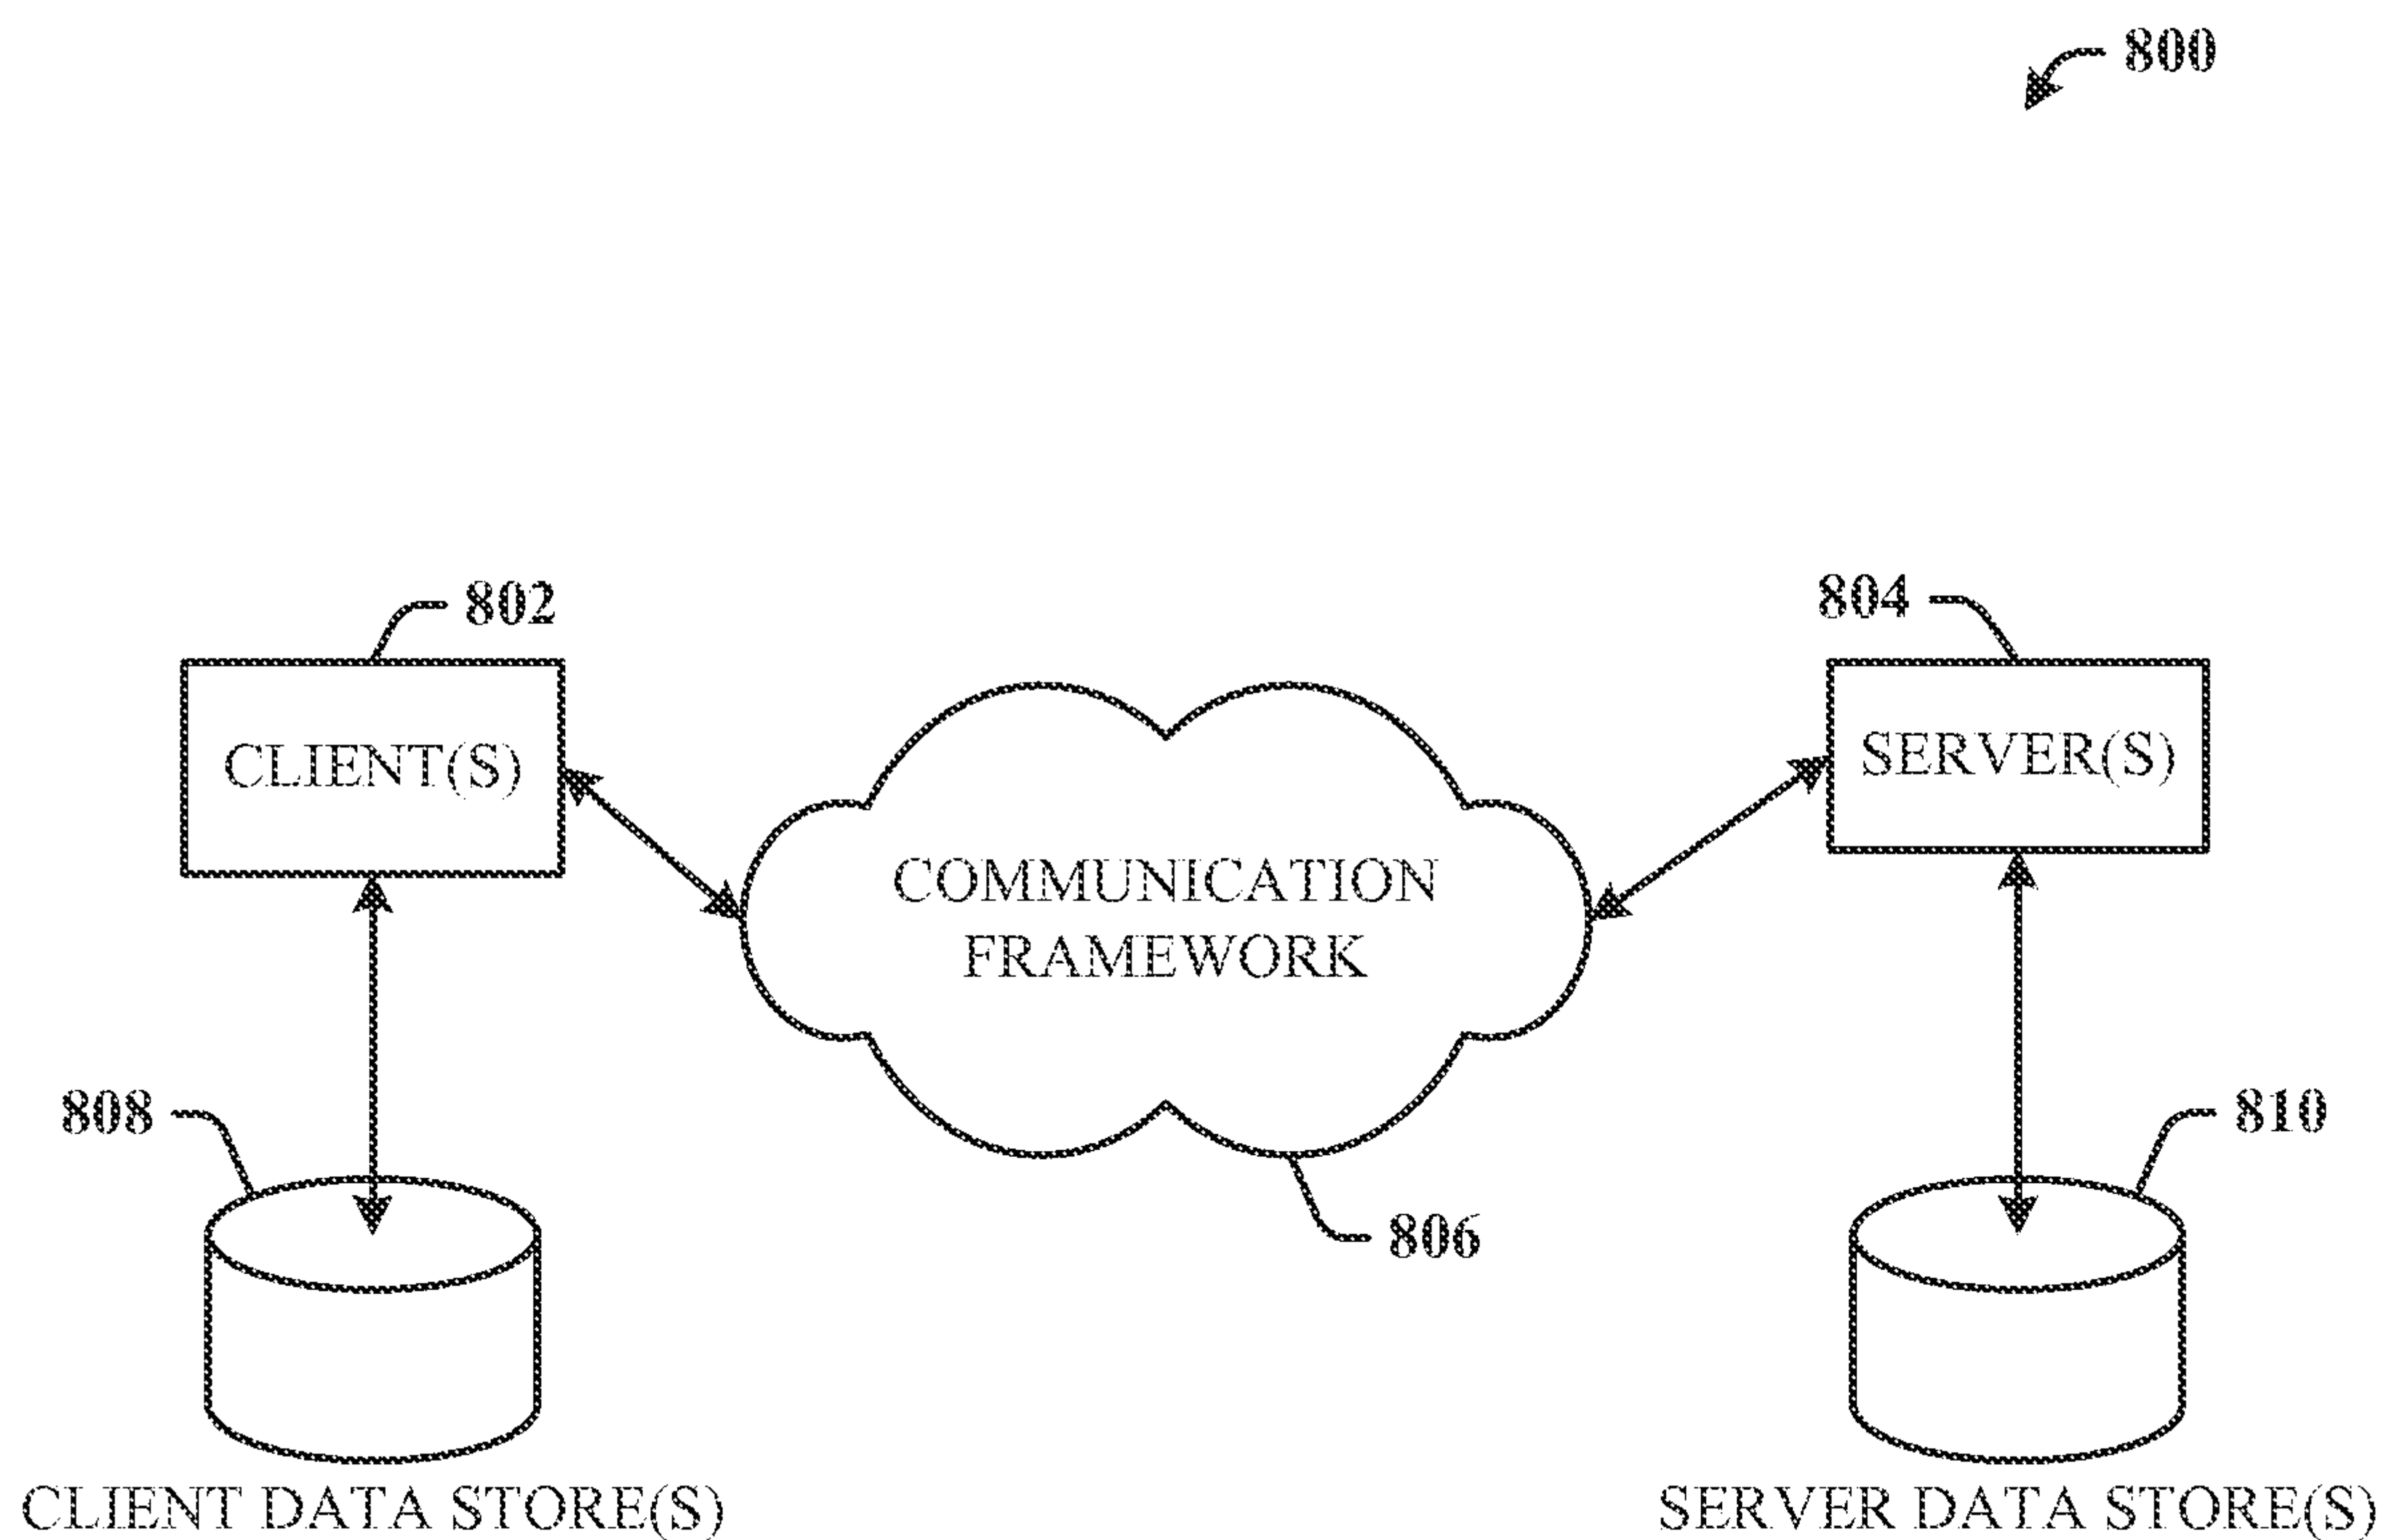 800
802
804
CLIENT(S)
SERVER(S)
COMMUNICATION
FRAMEWORK
808
810
806
CLIENT DATA STORE(S)
SERVER DATA STORE(S)